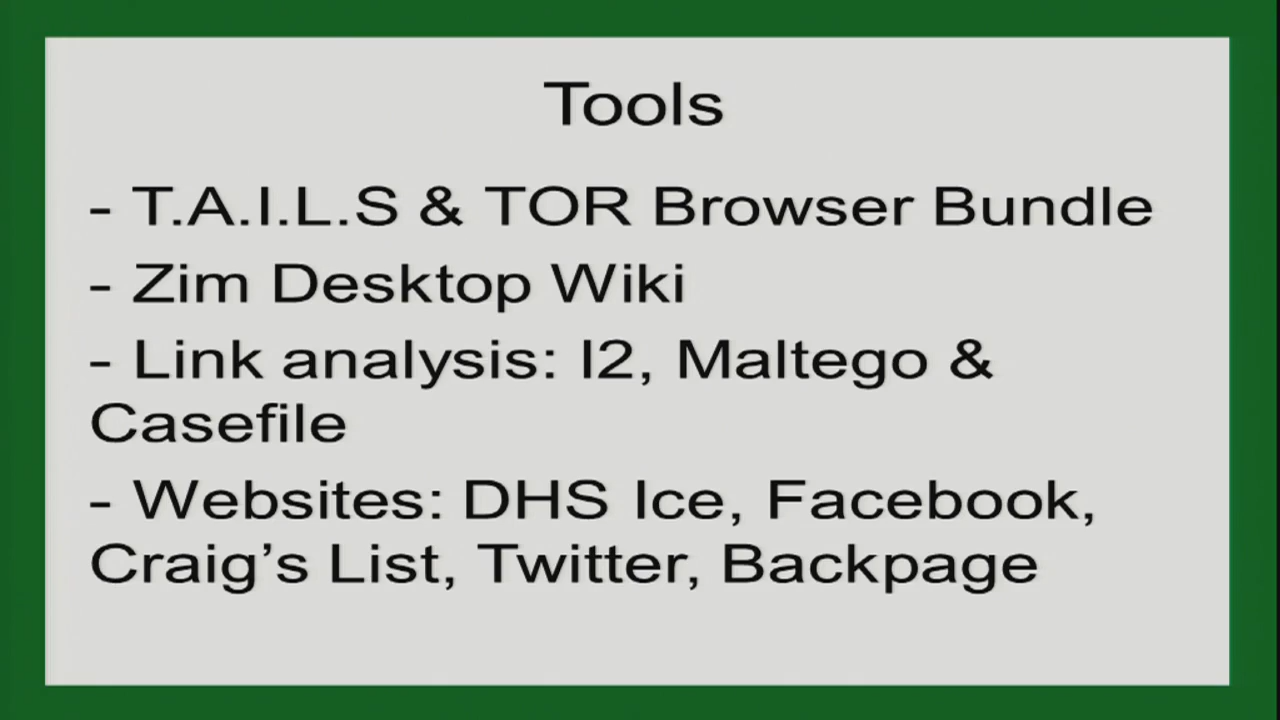 Tools
- T.A.I.L.S & TOR Browser Bundle
- Zim Desktop Wiki
- Link analysis: I2, Maltego &
Casefile
- Websites: DHS Ice, Facebook,
Craig’s List, Twitter, Backpage